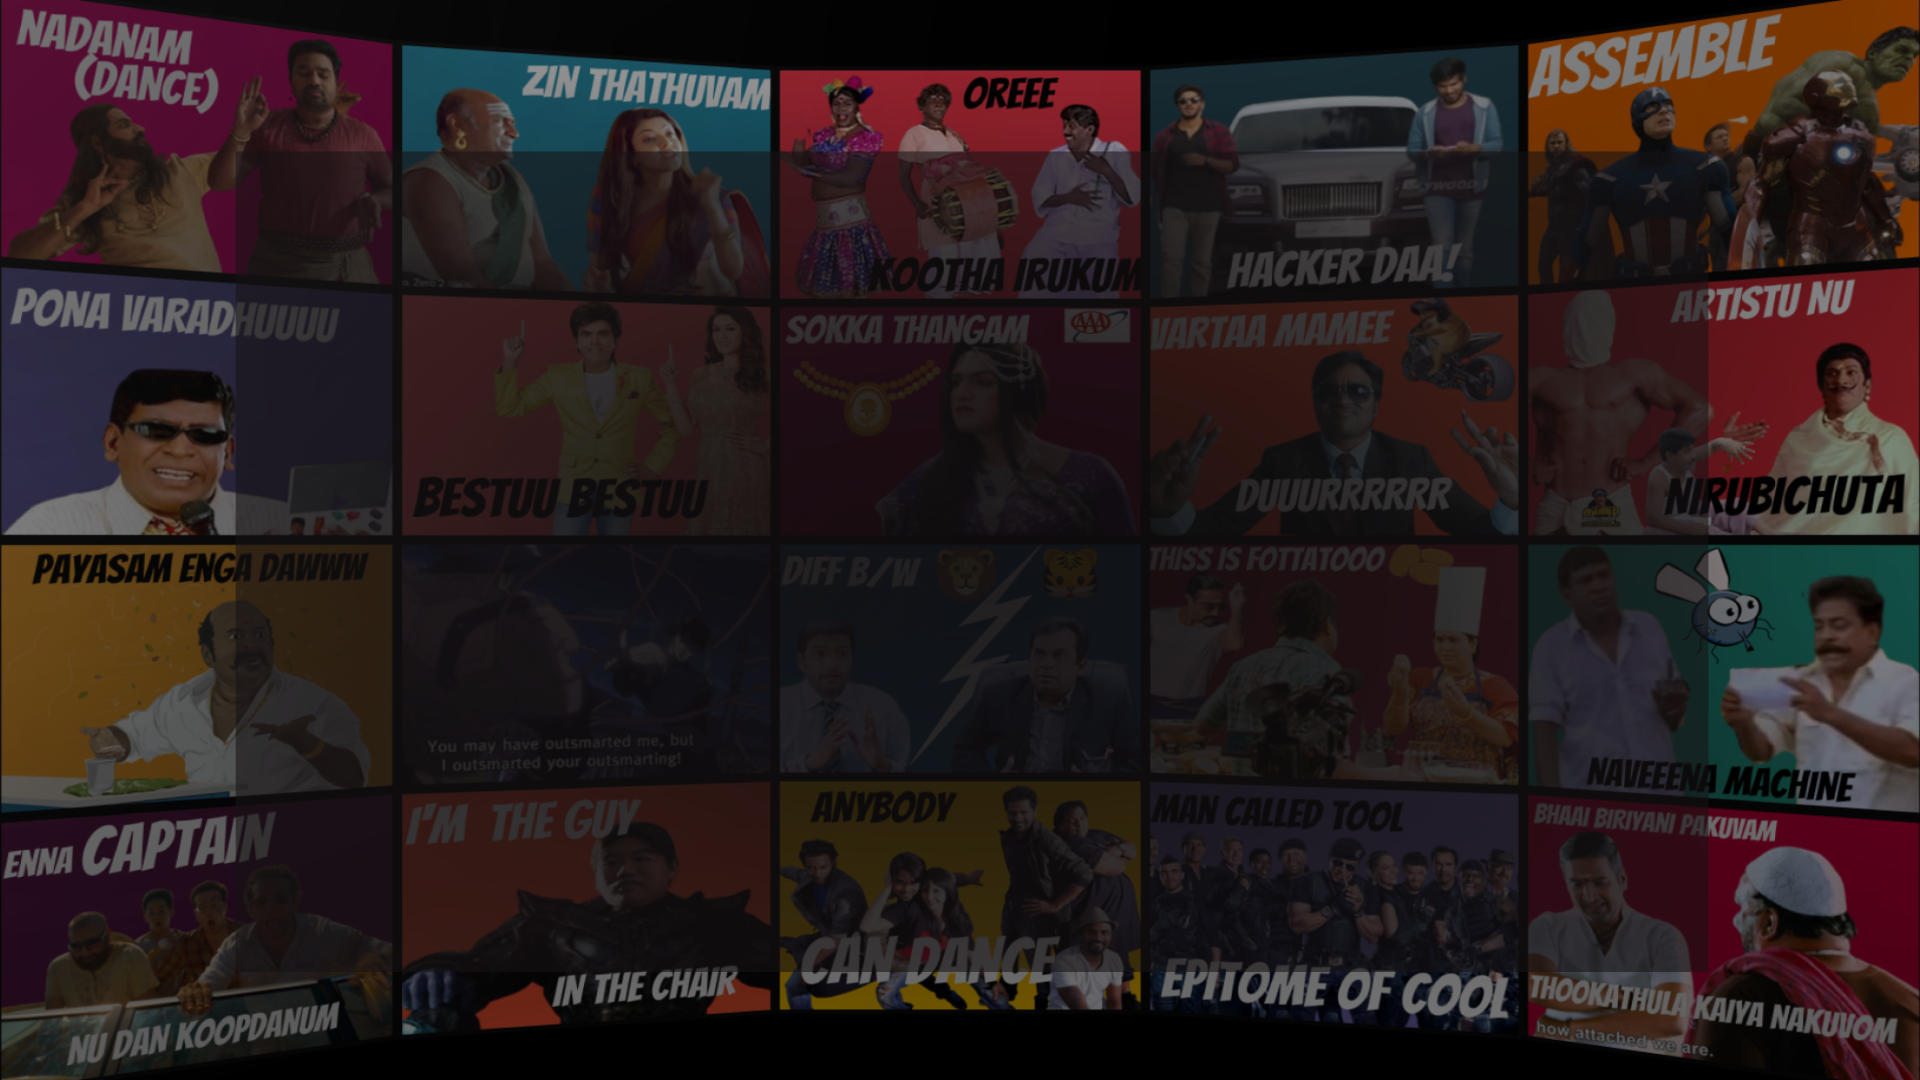 NADANAM
(DANCE)
ZIN THATHUVAM
OREEE
KOOTHA IRUKUM
HACKER DAA!
ASSEMBLE
PONA VARADHUUUU
BESTUU BESTUU
SOKKA THANGAM
AAA
VARTAA MAMEE
DUUURRRRRR
ARTISTU NU
NIRUBICHUTA
PAYASAM ENGA DAWWW
You may have outsmarted me, but
I outsmarted your outsmarting!
DIFF B/W
THISS IS FOTTATOOO
NAVEEENA MACHINE
ENNA CAPTAIN
NU DAN KOOPDANUM
I'M THE GUY
IN THE CHAIR
ANYBODY
CAN DANCE
MAN CALLED TOOL
EPITOME OF COOL
BHAAI BIRIYANI PAKUVAM
THOOKATHULA KAIYA NAKUVOM
how attached we are.